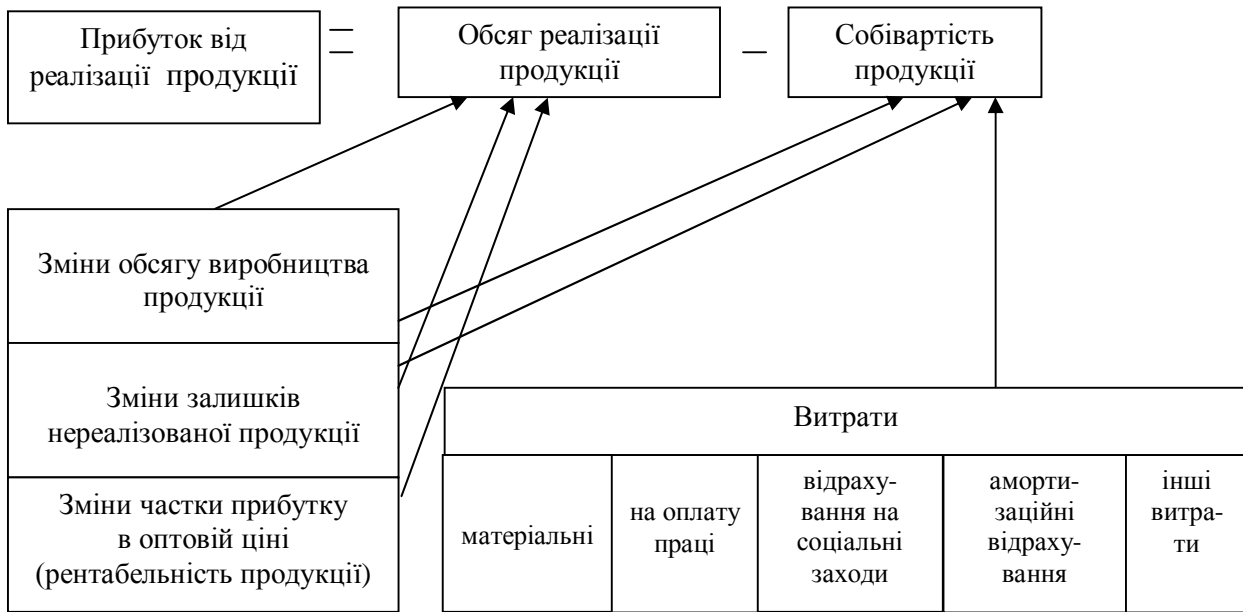 Прибуток від
реалізації продукції
=
Обсяг реалізації
продукції
–
Собівартість
продукції
Зміни обсягу виробництва
продукції
Зміни залишків
нереалізованої продукції
Зміни частки прибутку
в оптовій ціні
(рентабельність продукції)
Витрати
матеріальні
на оплату
праці
відраху-
вання на
соціальні
заходи
аморти-
заційні
відраху-
вання
інші
витра-
ти